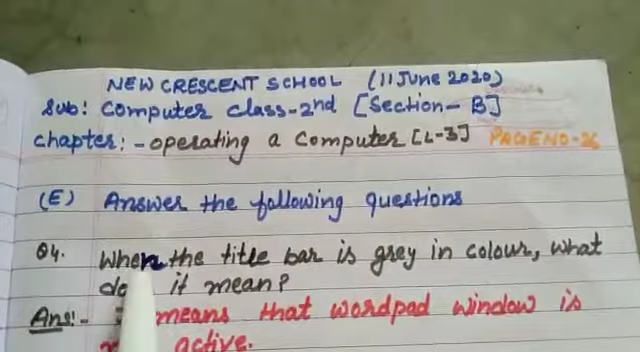 NEW CRESCENT SCHOOL (11 June 2020)
Sub: Computer Class-2nd [Section-B]
Chapter:-operating a Computer [L-3] PAGE NO-26
(E) Answer the following questions
Q4. When the title bar is grey in colour, what
it mean?
Ans:- means that wordpad window is
active.